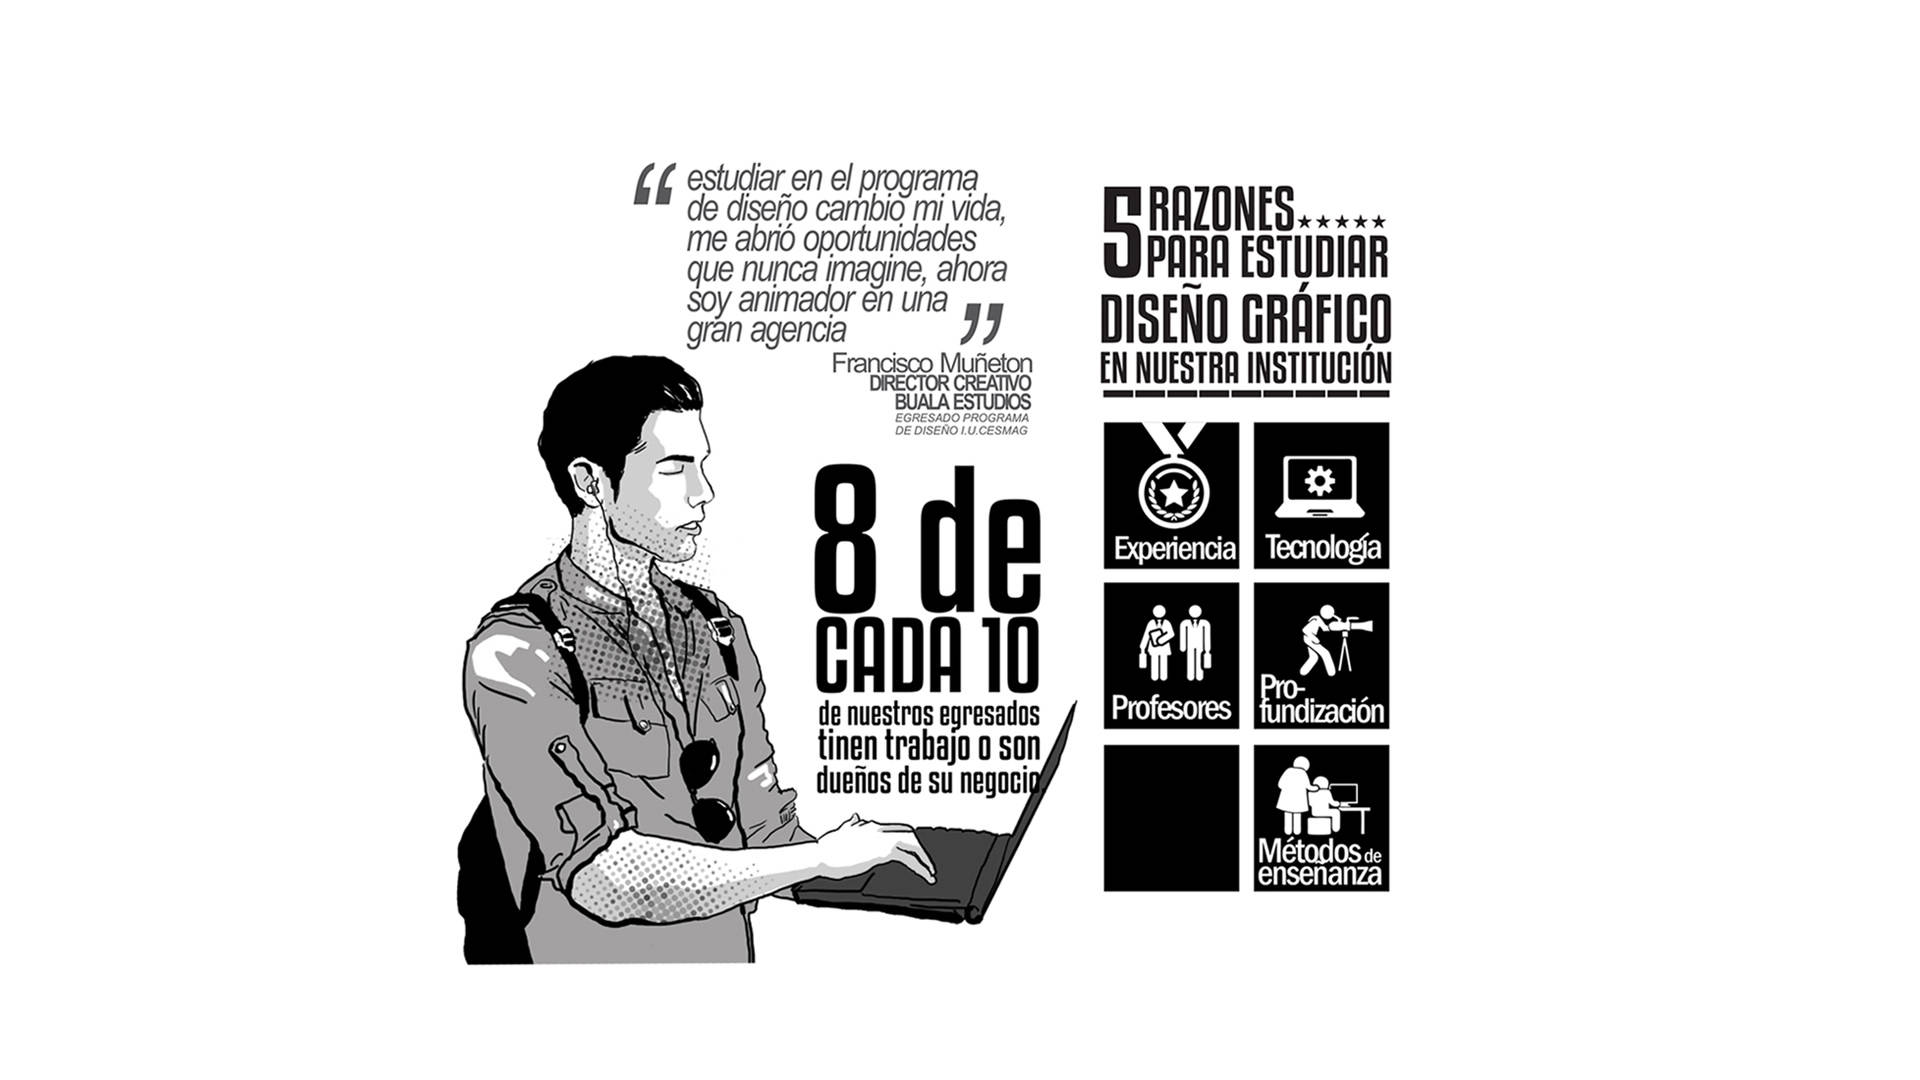 “ estudiar en el programa
de diseño cambio mi vida,
me abrió oportunidades
que nunca imagine, ahora
soy animador en una
gran agencia ”
Francisco Muñeton
DIRECTOR CREATIVO
BUALA ESTUDIOS
EGRESADO PROGRAMA
DE DISEÑO I.U.CESMAG
8 de
CADA 10
de nuestros egresados
tinen trabajo o son
dueños de su negocio.
5 RAZONES
PARA ESTUDIAR
DISEÑO GRÁFICO
EN NUESTRA INSTITUCIÓN
Experiencia
Tecnología
Profesores
Pro-
fundización
Métodos de
enseñanza